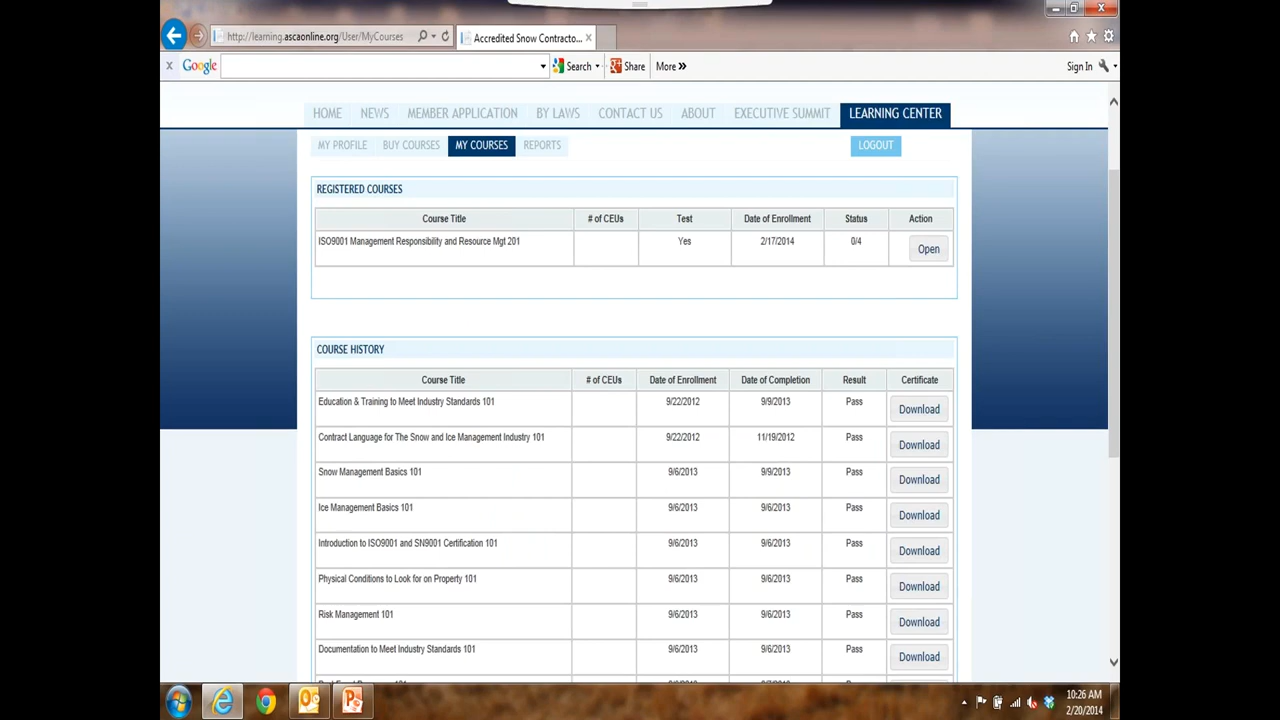 http://learning.ascaonline.org/User/MyCourses
Accredited Snow Contracto...
x Google Search Share More »
Sign In
HOME NEWS MEMBER APPLICATION BY LAWS CONTACT US ABOUT EXECUTIVE SUMMIT LEARNING CENTER
MY PROFILE BUY COURSES MY COURSES REPORTS LOGOUT
REGISTERED COURSES
Course Title # of CEUs Test Date of Enrollment Status Action
ISO9001 Management Responsibility and Resource Mgt 201 Yes 2/17/2014 0/4 Open
COURSE HISTORY
Course Title # of CEUs Date of Enrollment Date of Completion Result Certificate
Education & Training to Meet Industry Standards 101 9/22/2012 9/9/2013 Pass Download
Contract Language for The Snow and Ice Management Industry 101 9/22/2012 11/19/2012 Pass Download
Snow Management Basics 101 9/6/2013 9/9/2013 Pass Download
Ice Management Basics 101 9/6/2013 9/6/2013 Pass Download
Introduction to ISO9001 and SN9001 Certification 101 9/6/2013 9/6/2013 Pass Download
Physical Conditions to Look for on Property 101 9/6/2013 9/6/2013 Pass Download
Risk Management 101 9/6/2013 9/6/2013 Pass Download
Documentation to Meet Industry Standards 101 9/6/2013 9/6/2013 Pass Download
10:26 AM
2/20/2014